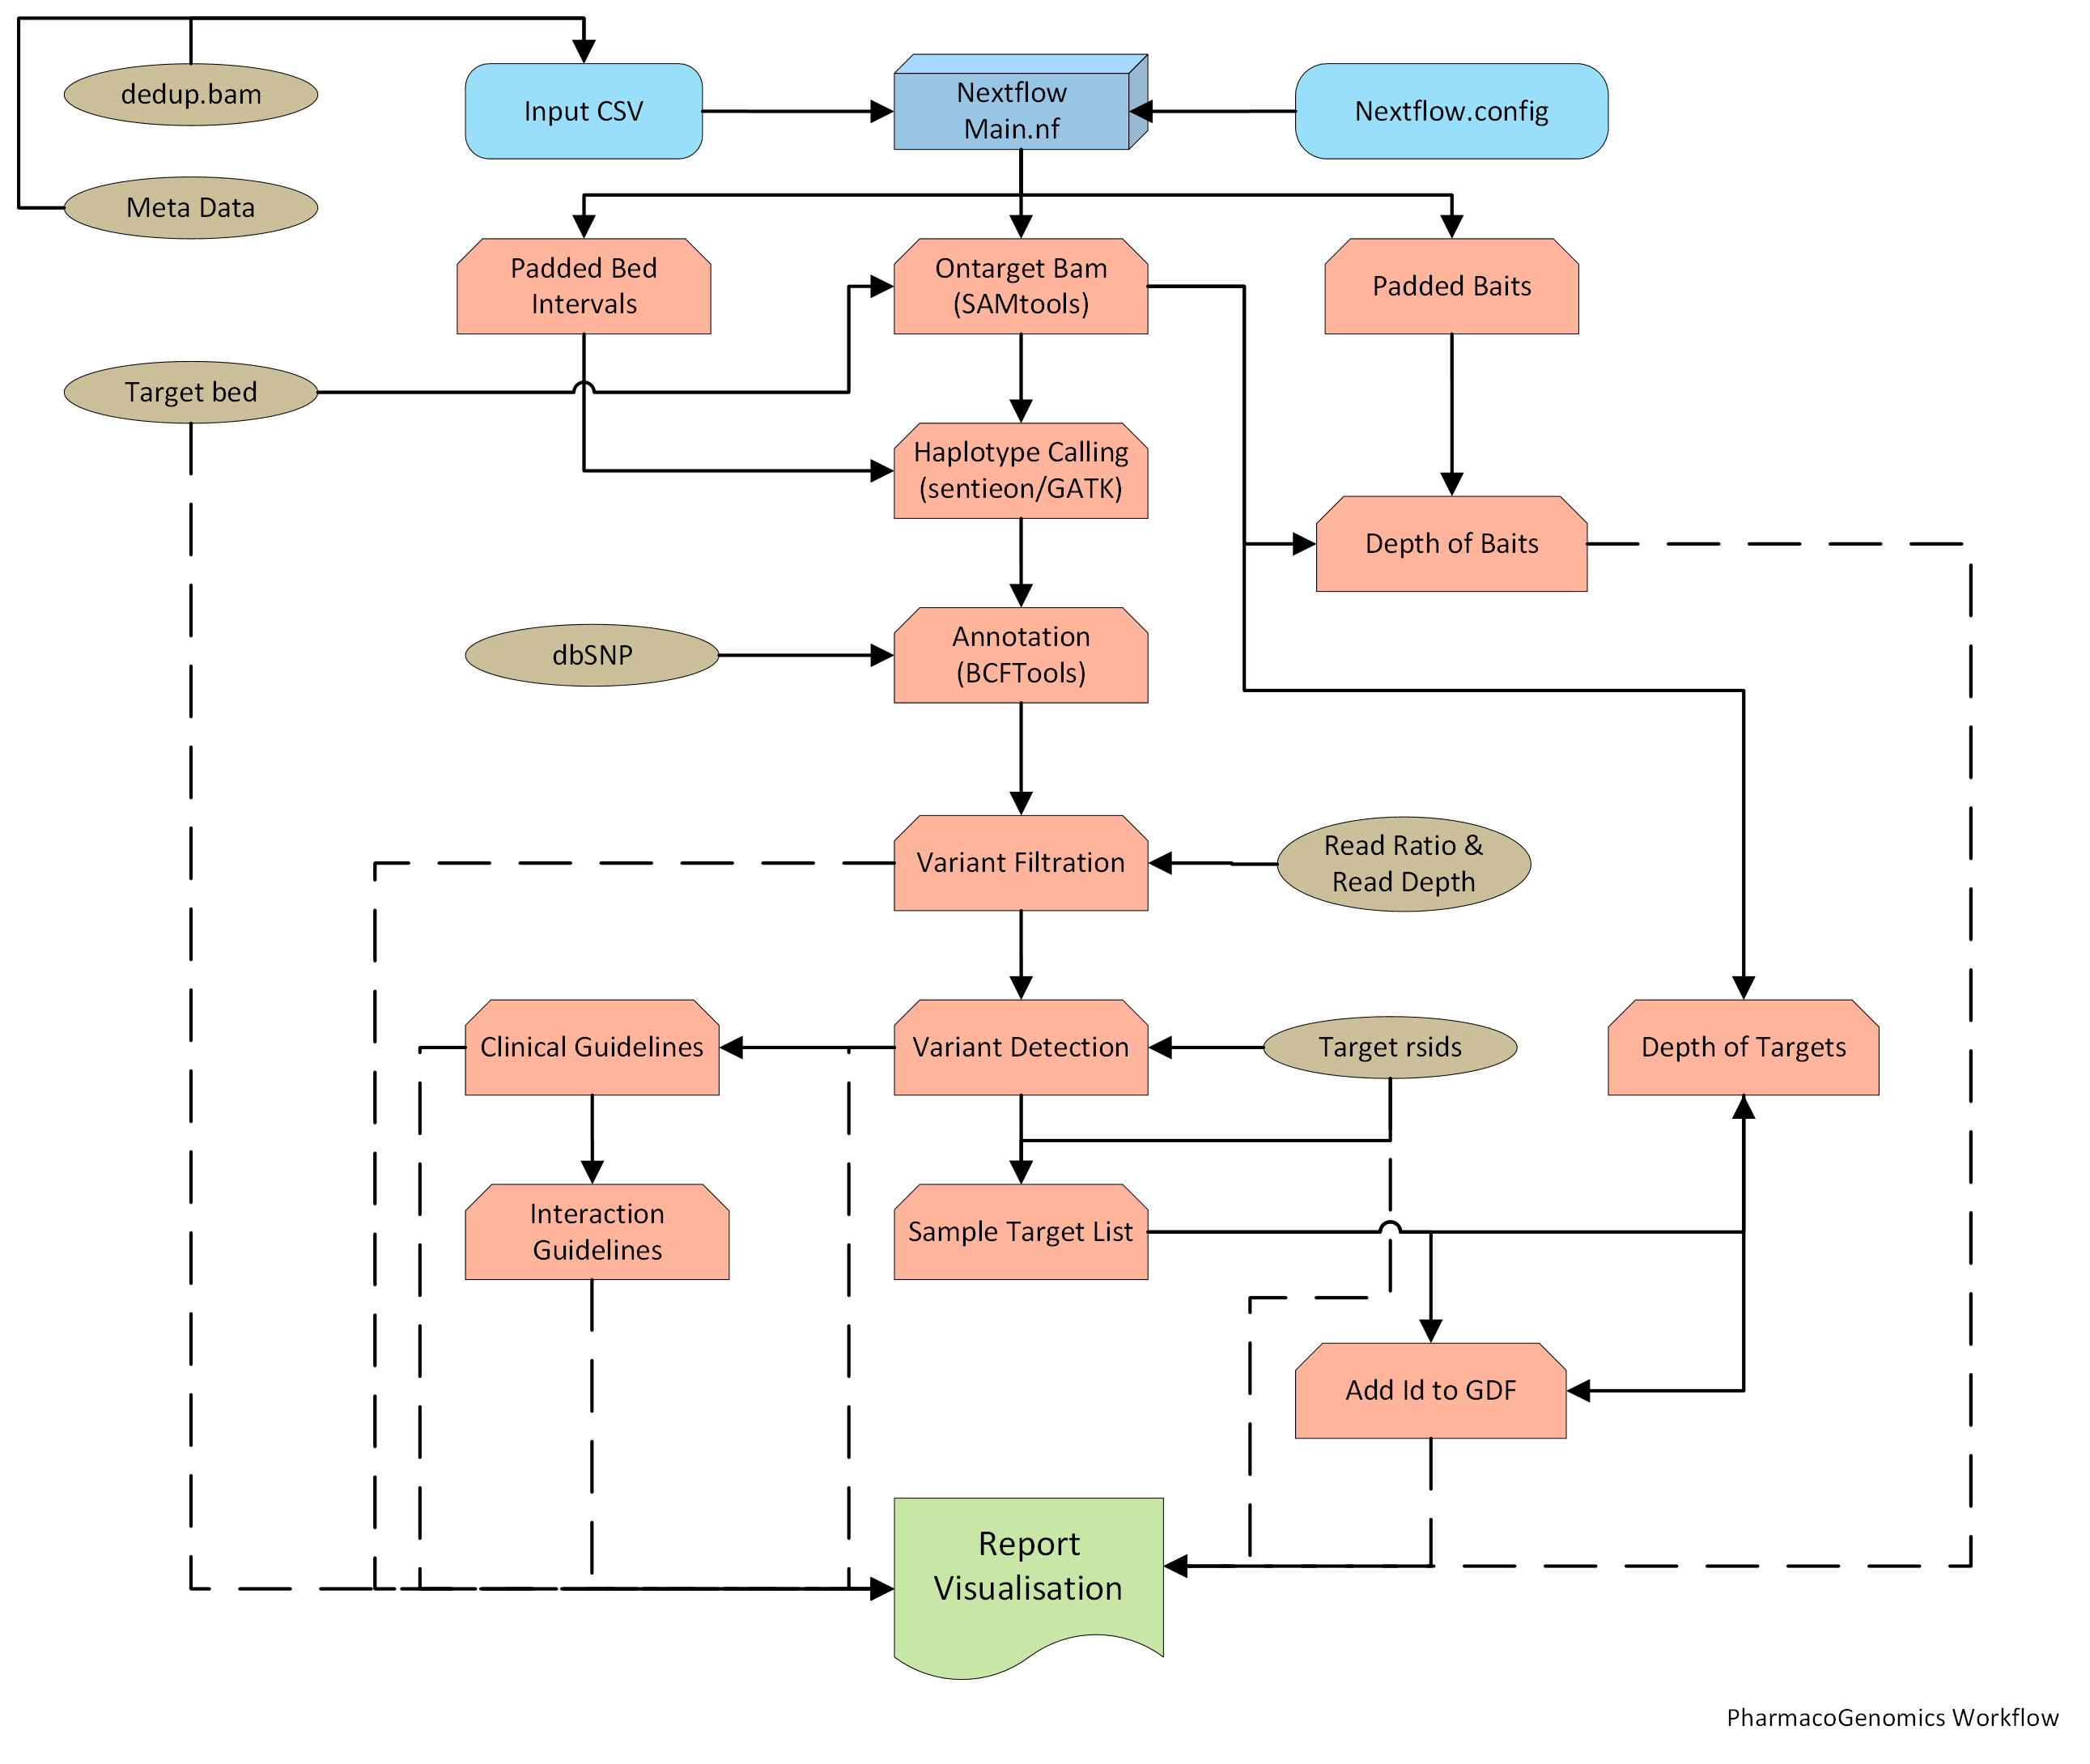 dedup.bam
Input CSV
Nextflow
Main.nf
Nextflow.config
Meta Data
Padded Bed
Intervals
Ontarget Bam
(SAMtools)
Padded Baits
Target bed
Haplotype Calling
(sentieon/GATK)
Depth of Baits
dbSNP
Annotation
(BCFTools)
Variant Filtration
Read Ratio &
Read Depth
Clinical Guidelines
Variant Detection
Target rsids
Depth of Targets
Interaction
Guidelines
Sample Target List
Add Id to GDF
Report
Visualisation
PharmacoGenomics Workflow